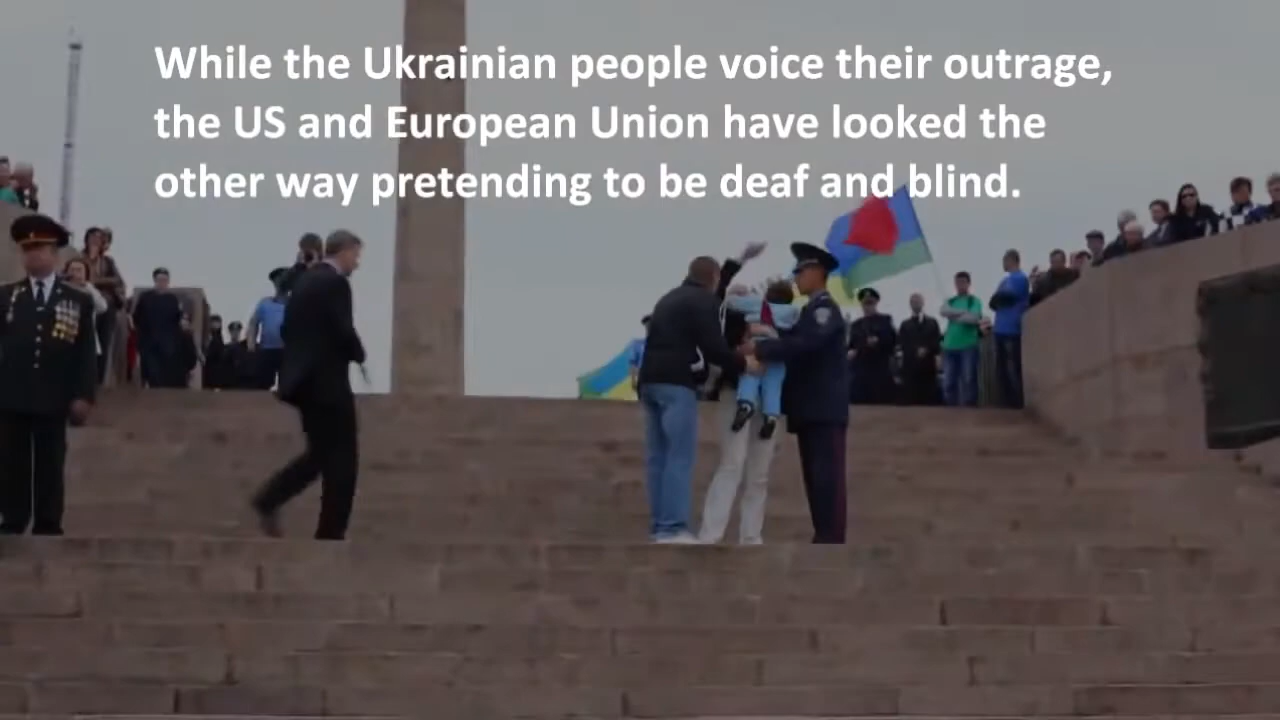 While the Ukrainian people voice their outrage,
the US and European Union have looked the
other way pretending to be deaf and blind.